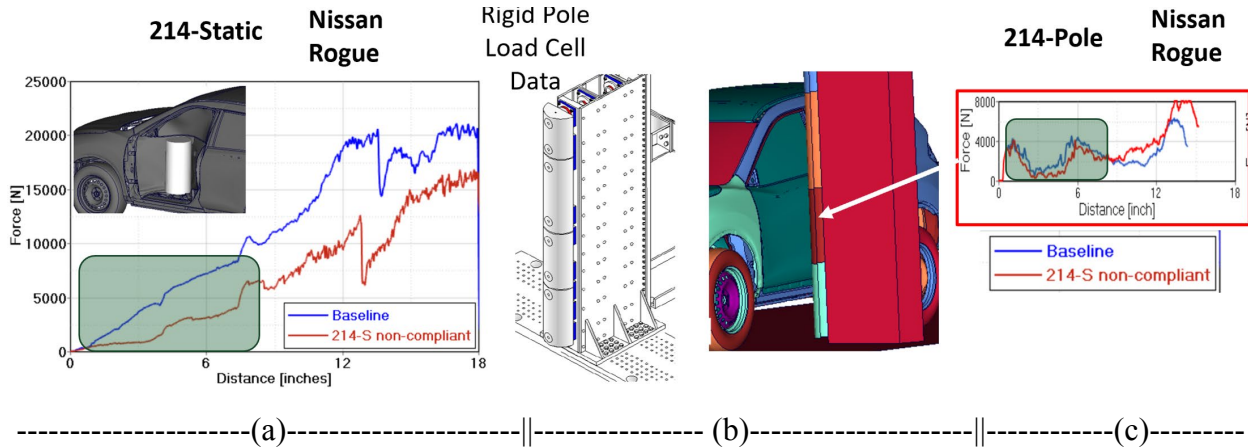 214-Static
Nissan
Rogue
25000
20000
15000
10000
5000
0
Force [N]
0
6
12
18
Distance [inches]
Baseline
214-S non-compliant
Rigid Pole
Load Cell
Data
214-Pole
Nissan
Rogue
8000
4000
0
Force [N]
0
6
12
18
Distance [inch]
Baseline
214-S non-compliant
(a)
(b)
(c)